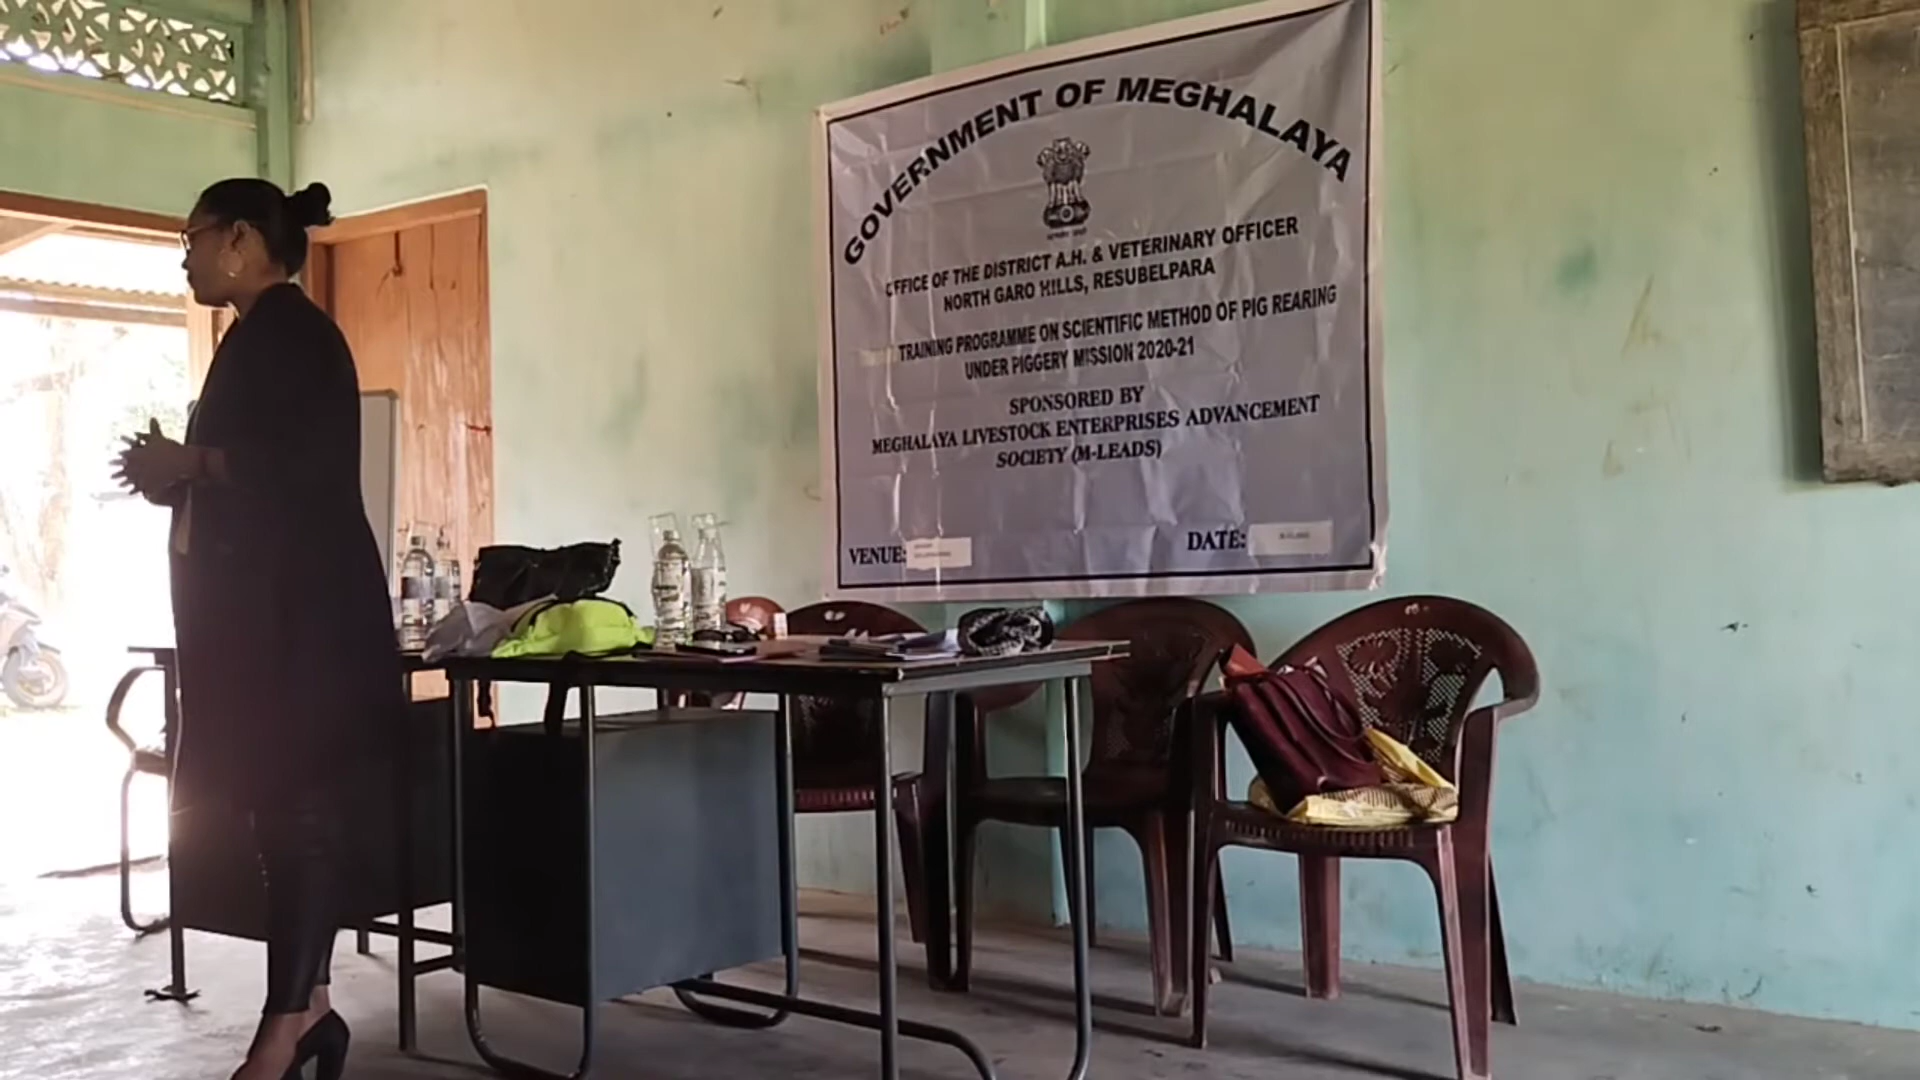 GOVERNMENT OF MEGHALAYA
OFFICE OF THE DISTRICT A.H. & VETERINARY OFFICER
NORTH GARO HILLS, RESUBELPARA
TRAINING PROGRAMME ON SCIENTIFIC METHOD OF PIG REARING
UNDER PIGGERY MISSION 2020-21
SPONSORED BY
MEGHALAYA LIVESTOCK ENTERPRISES ADVANCEMENT
SOCIETY (M-LEADS)
VENUE:
DATE: